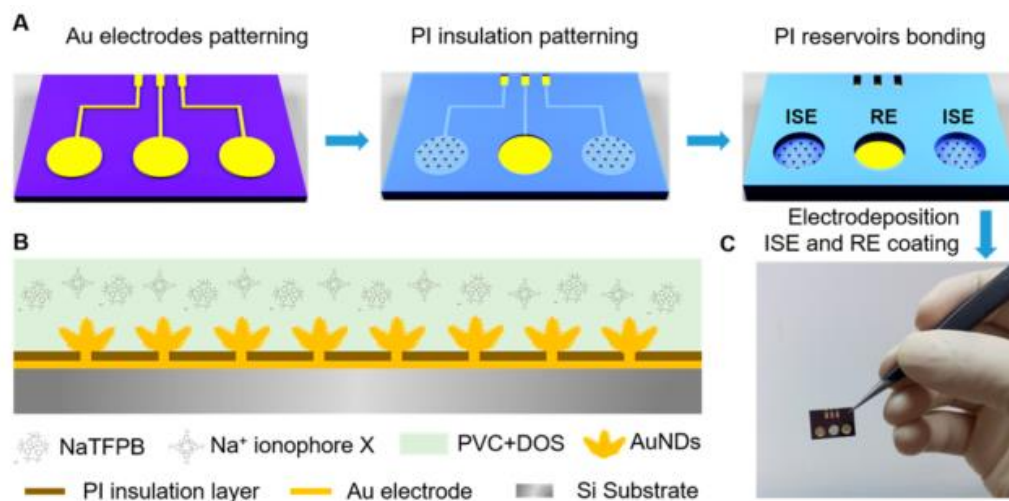 A
Au electrodes patterning
PI insulation patterning
PI reservoirs bonding
ISE
RE
ISE
Electrodeposition
ISE and RE coating
B
C
NaTFPB
Na⁺ ionophore X
PVC+DOS
AuNDs
PI insulation layer
Au electrode
Si Substrate